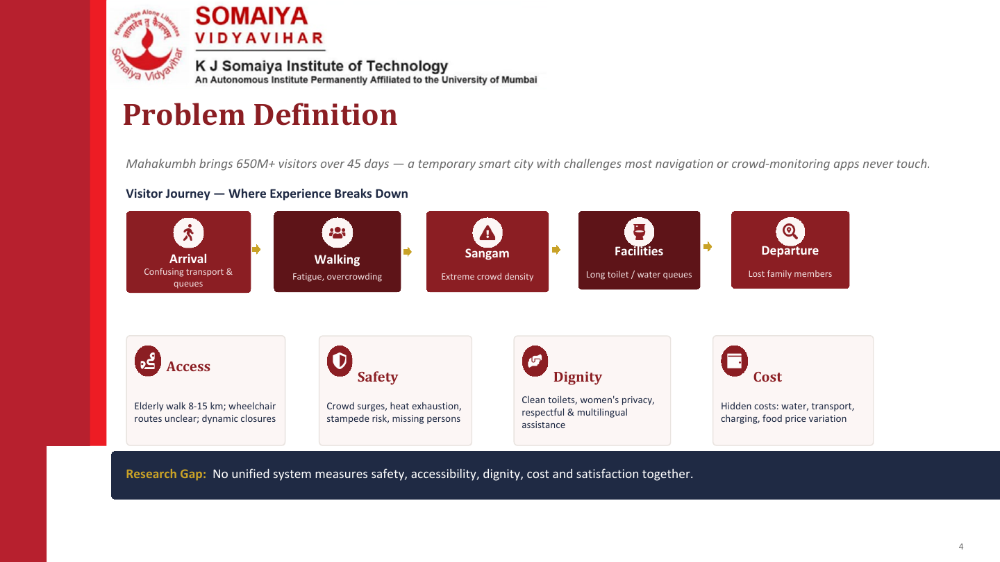 Knowledge Alone Liberates
ज्ञानादेव तु कैवल्यम्
Somaiya Vidyavihar
SOMAIYA
VIDYAVIHAR
K J Somaiya Institute of Technology
An Autonomous Institute Permanently Affiliated to the University of Mumbai
Problem Definition
Mahakumbh brings 650M+ visitors over 45 days — a temporary smart city with challenges most navigation or crowd-monitoring apps never touch.
Visitor Journey — Where Experience Breaks Down
Arrival
Confusing transport &
queues
Walking
Fatigue, overcrowding
Sangam
Extreme crowd density
Facilities
Long toilet / water queues
Departure
Lost family members
Access
Elderly walk 8-15 km; wheelchair
routes unclear; dynamic closures
Safety
Crowd surges, heat exhaustion,
stampede risk, missing persons
Dignity
Clean toilets, women's privacy,
respectful & multilingual
assistance
Cost
Hidden costs: water, transport,
charging, food price variation
Research Gap: No unified system measures safety, accessibility, dignity, cost and satisfaction together.
4